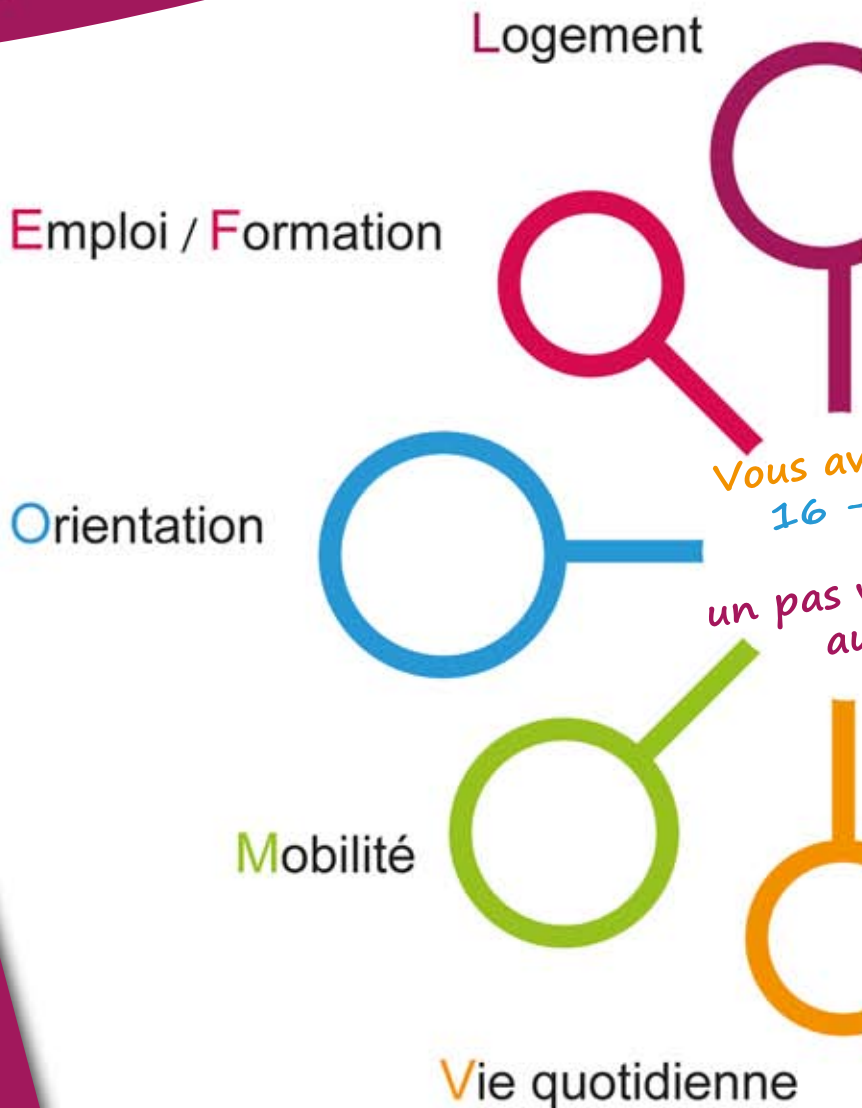 Logement
Emploi / Formation
Vous
16 -
Orientation
un pas
Mobilité
Vie quotidienne